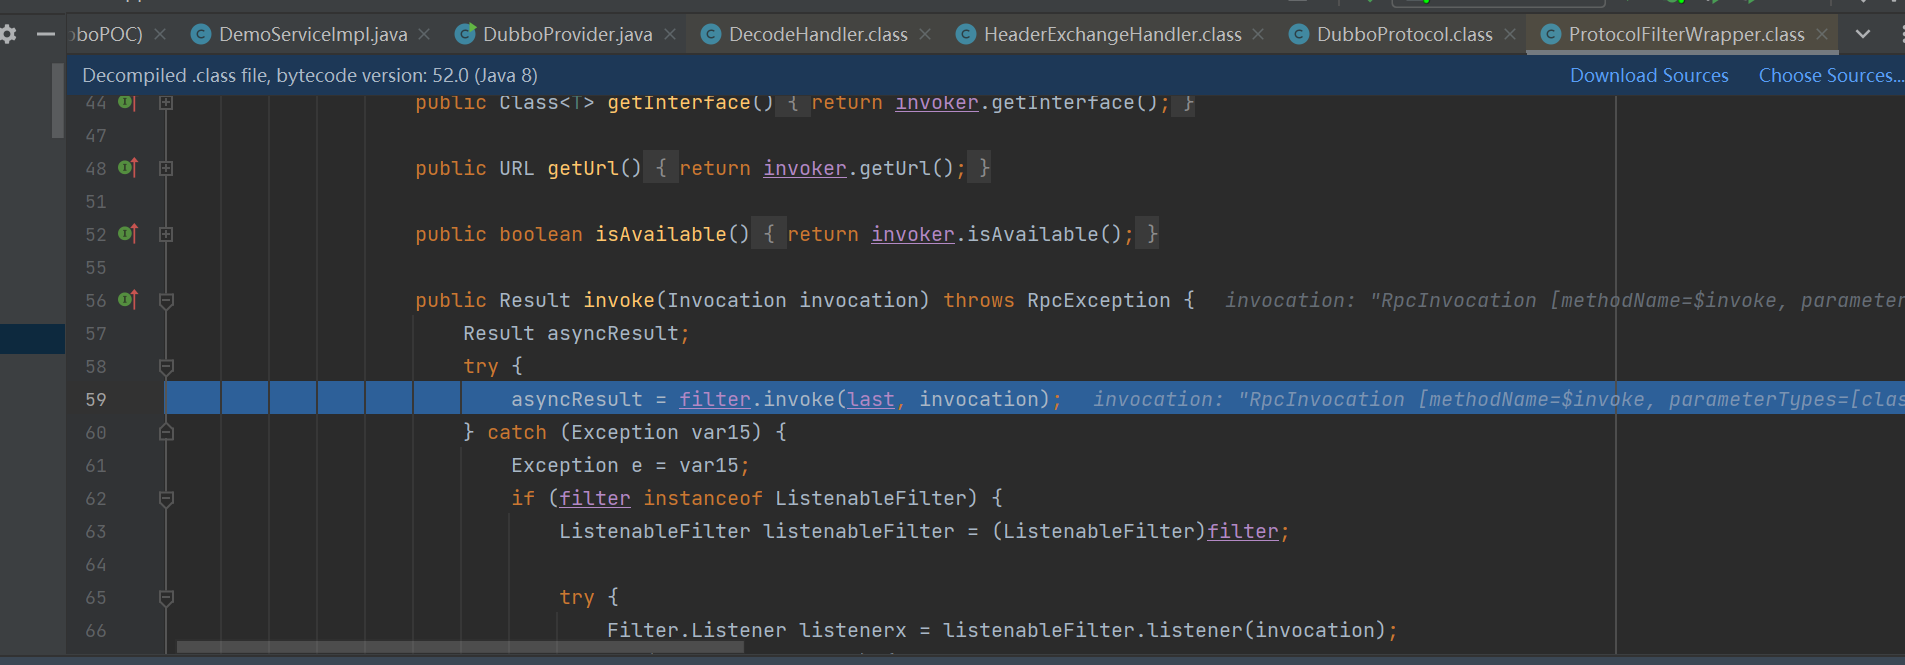 boPOC) DemoServiceImpl.java DubboProvider.java DecodeHandler.class HeaderExchangeHandler.class DubboProtocol.class ProtocolFilterWrapper.class
Decompiled .class file, bytecode version: 52.0 (Java 8) Download Sources Choose Sources...
44 public Class<T> getInterface() { return invoker.getInterface(); }
47
48 public URL getUrl() { return invoker.getUrl(); }
51
52 public boolean isAvailable() { return invoker.isAvailable(); }
55
56 public Result invoke(Invocation invocation) throws RpcException { invocation: "RpcInvocation [methodName=$invoke, parameter
57 Result asyncResult;
58 try {
59 asyncResult = filter.invoke(last, invocation); invocation: "RpcInvocation [methodName=$invoke, parameterTypes=[clas
60 } catch (Exception var15) {
61 Exception e = var15;
62 if (filter instanceof ListenableFilter) {
63 ListenableFilter listenableFilter = (ListenableFilter)filter;
64
65 try {
66 Filter.Listener listenerx = listenableFilter.listener(invocation);